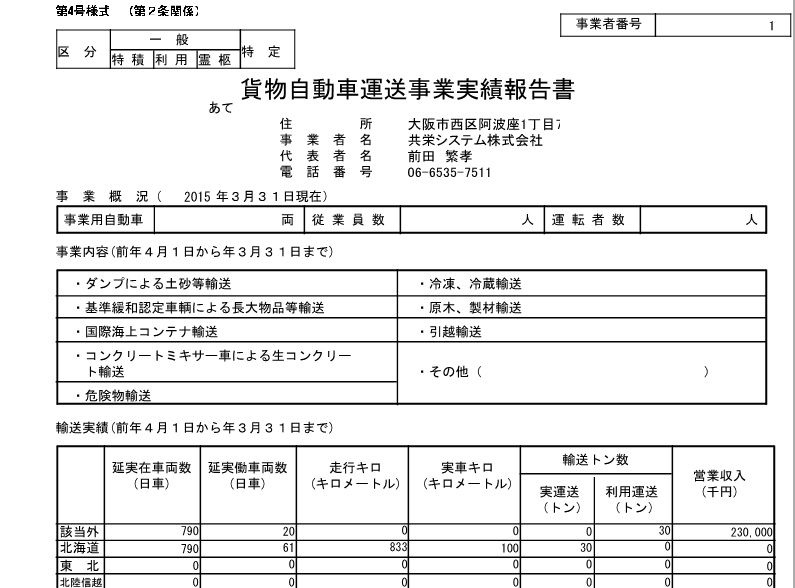 第4号様式　（第２条関係）
事業者番号　1
区　分　一　般　特　定
特 積　利 用　霊 柩
貨物自動車運送事業実績報告書
あて
住　　　所　大阪市西区阿波座1丁目
事 業 者 名　共栄システム株式会社
代 表 者 名　前田　繁孝
電 話 番 号　06-6535-7511
事　業　概　況（　2015 年３月３１日現在）
事業用自動車　両　従 業 員 数　人　運 転 者 数　人
事業内容(前年４月１日から年３月３１日まで)
・ダンプによる土砂等輸送　・冷凍、冷蔵輸送
・基準緩和認定車輌による長大物品等輸送　・原木、製材輸送
・国際海上コンテナ輸送　・引越輸送
・コンクリートミキサー車による生コンクリー
ト輸送　・その他（　　　）
・危険物輸送
輸送実績(前年４月１日から年３月３１日まで)
延実在車両数　延実働車両数　走行キロ　実車キロ　輸送トン数　営業収入
（日車）　（日車）　（キロメートル）　（キロメートル）　（千円）
実運送　利用運送
（トン）　（トン）
該当外　790　20　0　0　0　30　230,000
北海道　790　61　833　100　30　0　0
東　北　0　0　0　0　0　0　0
北陸信越　0　0　0　0　0　0　0